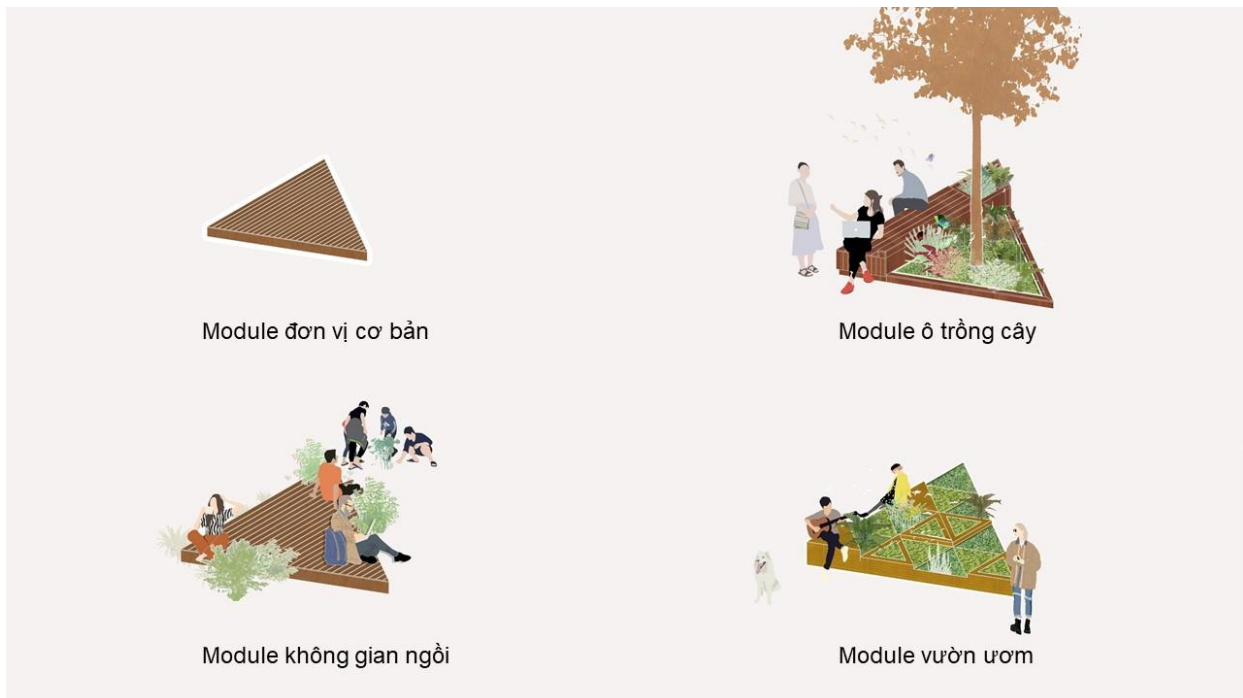 Module đơn vị cơ bản
Module ô trồng cây
Module không gian ngồi
Module vườn ươm